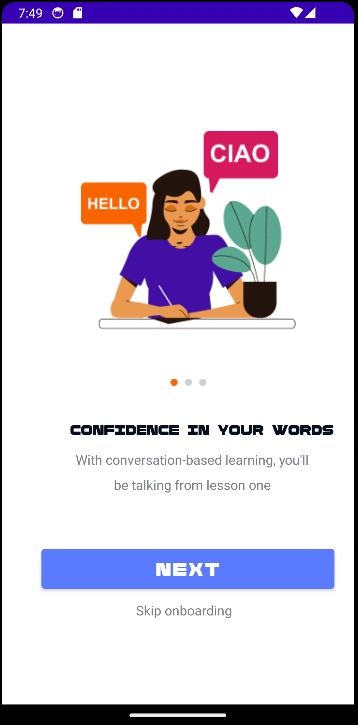 7:49
CIAO
HELLO
CONFIDENCE IN YOUR WORDS
With conversation-based learning, you'll
be talking from lesson one
NEXT
Skip onboarding